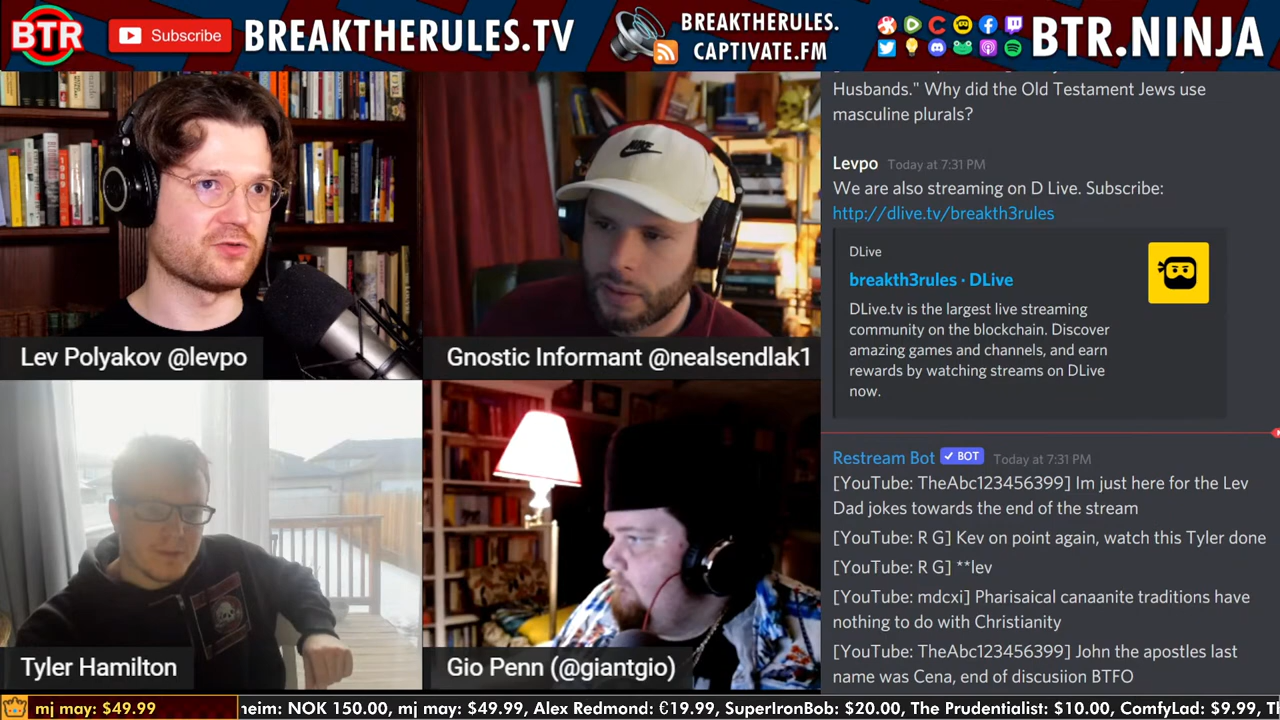 BTR
Subscribe
BREAKTHERULES.TV
BREAKTHERULES.
CAPTIVATE.FM
BTR.NINJA
Husbands." Why did the Old Testament Jews use
masculine plurals?
Levpo Today at 7:31 PM
We are also streaming on D Live. Subscribe:
http://dlive.tv/breakth3rules
DLive
breakth3rules · DLive
DLive.tv is the largest live streaming
community on the blockchain. Discover
amazing games and channels, and earn
rewards by watching streams on DLive
now.
Restream Bot ✓ BOT Today at 7:31 PM
[YouTube: TheAbc123456399] Im just here for the Lev
Dad jokes towards the end of the stream
[YouTube: R G] Kev on point again, watch this Tyler done
[YouTube: R G] **lev
[YouTube: mdcxi] Pharisaical canaanite traditions have
nothing to do with Christianity
[YouTube: TheAbc123456399] John the apostles last
name was Cena, end of discusiion BTFO
1989
Lev Polyakov @levpo
Gnostic Informant @nealsendlak1
Tyler Hamilton
Gio Penn (@giantgio)
mj may: $49.99
heim: NOK 150.00, mj may: $49.99, Alex Redmond: €19.99, SuperIronBob: $20.00, The Prudentialist: $10.00, ComfyLad: $9.99, T